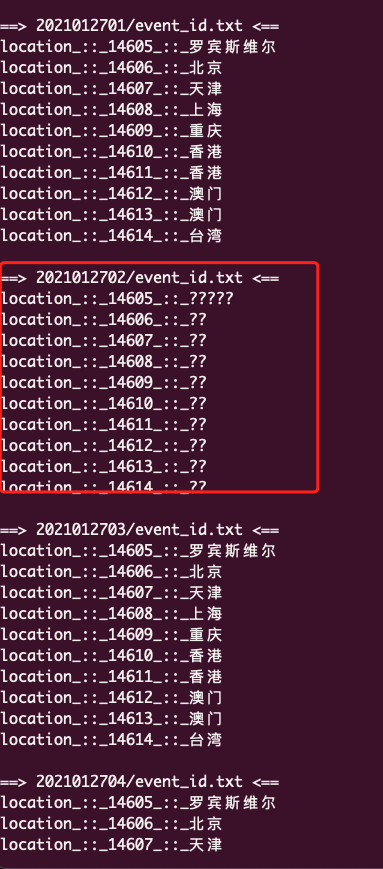 ==> 2021012701/event_id.txt <==
location_::_14605_::_罗宾斯维尔
location_::_14606_::_北京
location_::_14607_::_天津
location_::_14608_::_上海
location_::_14609_::_重庆
location_::_14610_::_香港
location_::_14611_::_香港
location_::_14612_::_澳门
location_::_14613_::_澳门
location_::_14614_::_台湾
==> 2021012702/event_id.txt <==
location_::_14605_::_?????
location_::_14606_::_??
location_::_14607_::_??
location_::_14608_::_??
location_::_14609_::_??
location_::_14610_::_??
location_::_14611_::_??
location_::_14612_::_??
location_::_14613_::_??
location_::_14614_::_??
==> 2021012703/event_id.txt <==
location_::_14605_::_罗宾斯维尔
location_::_14606_::_北京
location_::_14607_::_天津
location_::_14608_::_上海
location_::_14609_::_重庆
location_::_14610_::_香港
location_::_14611_::_香港
location_::_14612_::_澳门
location_::_14613_::_澳门
location_::_14614_::_台湾
==> 2021012704/event_id.txt <==
location_::_14605_::_罗宾斯维尔
location_::_14606_::_北京
location_::_14607_::_天津